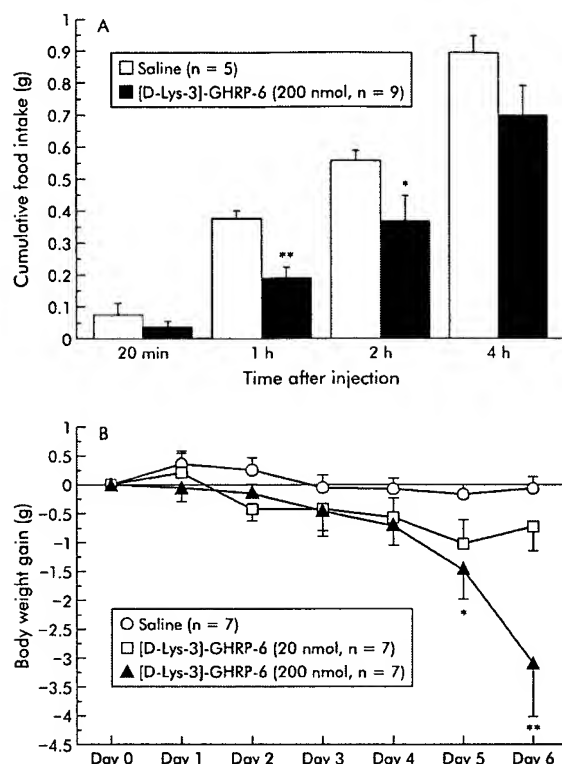 A
Saline (n = 5)
[D-Lys-3]-GHRP-6 (200 nmol, n = 9)
Cumulative food intake (g)
0.9
0.8
0.7
0.6
0.5
0.4
0.3
0.2
0.1
0
**
*
20 min 1 h 2 h 4 h
Time after injection
B
Body weight gain (g)
1
0.5
0
−0.5
−1
−1.5
−2
−2.5
−3
−3.5
−4
−4.5
*
**
Saline (n = 7)
[D-Lys-3]-GHRP-6 (20 nmol, n = 7)
[D-Lys-3]-GHRP-6 (200 nmol, n = 7)
Day 0 Day 1 Day 2 Day 3 Day 4 Day 5 Day 6